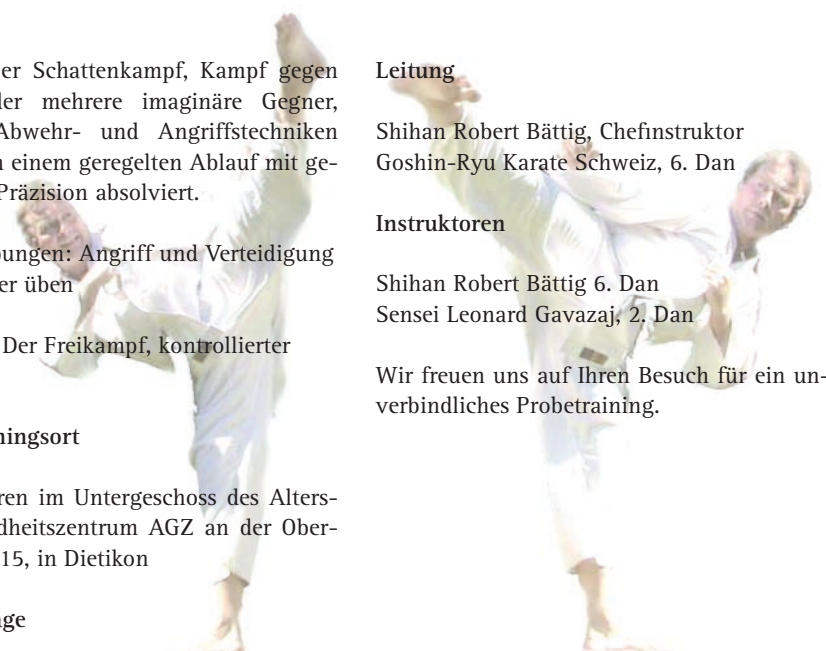 er Schattenkampf, Kampf gegen
ler mehrere imaginäre Gegner,
Abwehr- und Angriffstechniken
einem geregelten Ablauf mit ge-
Präzision absolviert.
ungen: Angriff und Verteidigung
er üben
Der Freikampf, kontrollierter
ningsort
ren im Untergeschoss des Alters-
dheitszentrum AGZ an der Ober-
15, in Dietikon
ge
Leitung
Shihan Robert Bättig, Chefinstruktor
Goshin-Ryu Karate Schweiz, 6. Dan
Instruktoren
Shihan Robert Bättig 6. Dan
Sensei Leonard Gavazaj, 2. Dan
Wir freuen uns auf Ihren Besuch für ein un-
verbindliches Probetraining.